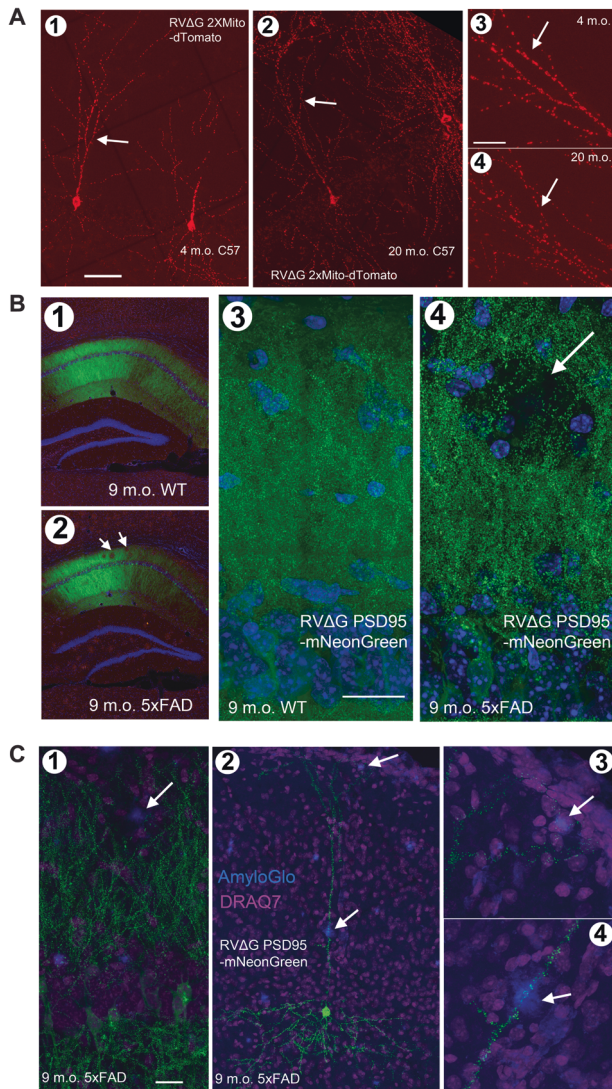 A
1
RVΔG 2XMito
-dTomato
4 m.o. C57
2
20 m.o. C57
RVΔG 2xMito-dTomato
3
4 m.o.
4
20 m.o.
B
1
9 m.o. WT
2
9 m.o. 5xFAD
3
RVΔG PSD95
-mNeonGreen
9 m.o. WT
4
RVΔG PSD95
-mNeonGreen
9 m.o. 5xFAD
C
1
9 m.o. 5xFAD
2
AmyloGlo
DRAQ7
RVΔG PSD95
-mNeonGreen
9 m.o. 5xFAD
3
4